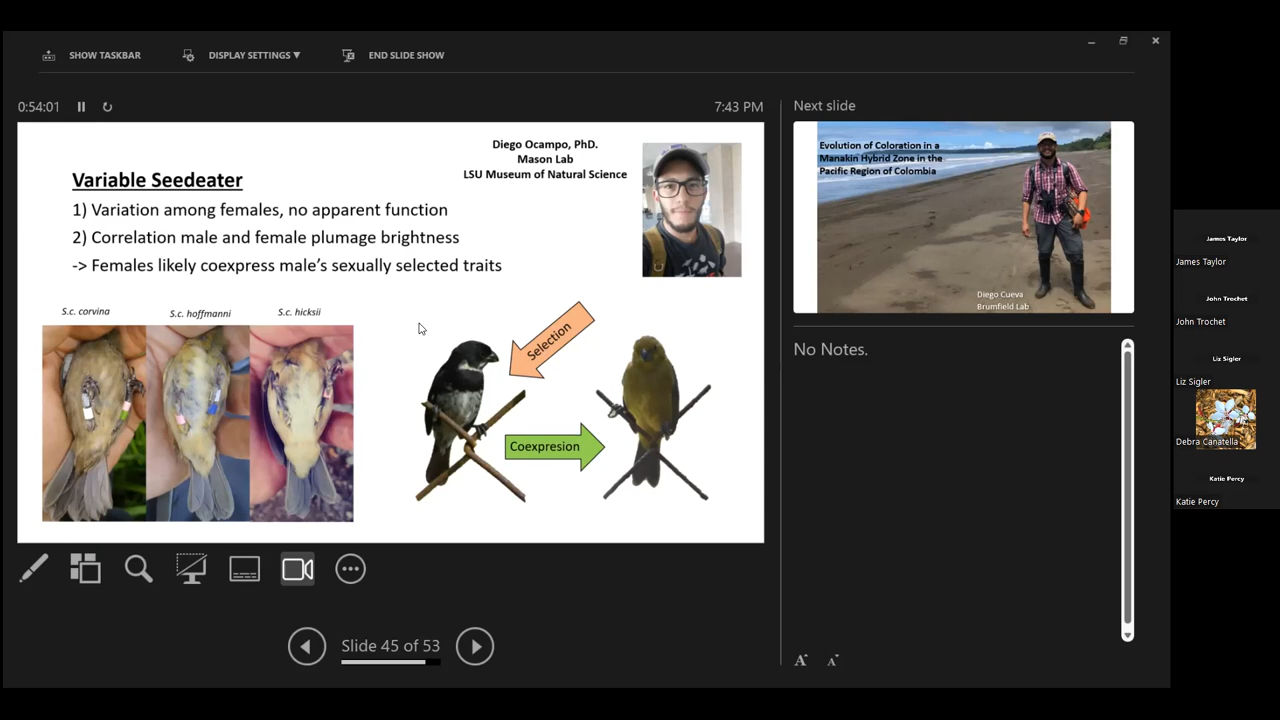 SHOW TASKBAR
DISPLAY SETTINGS ▼
END SLIDE SHOW
0:54:01
7:43 PM
Diego Ocampo, PhD.
Mason Lab
LSU Museum of Natural Science
Variable Seedeater
1) Variation among females, no apparent function
2) Correlation male and female plumage brightness
-> Females likely coexpress male's sexually selected traits
S.c. corvina
S.c. hoffmanni
S.c. hicksii
Selection
Coexpresion
Slide 45 of 53
Next slide
Evolution of Coloration in a
Manakin Hybrid Zone in the
Pacific Region of Colombia
Diego Cueva
Brumfield Lab
No Notes.
A A
James Taylor
James Taylor
John Trochet
John Trochet
Liz Sigler
Liz Sigler
Debra Canatella
Katie Percy
Katie Percy